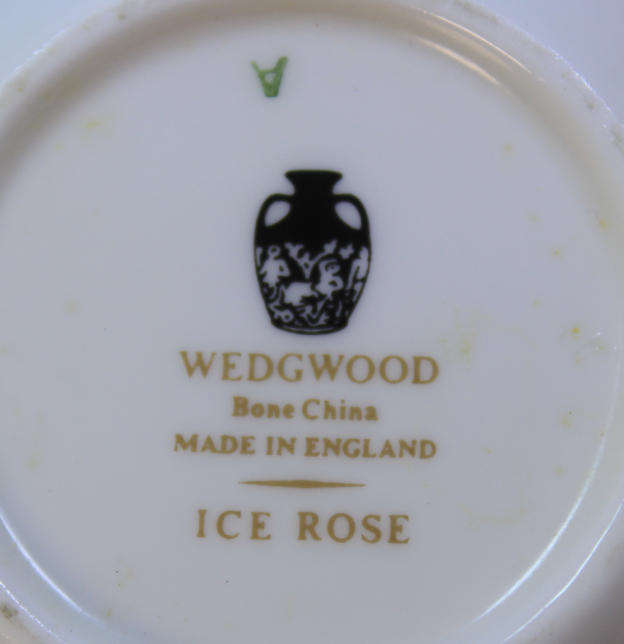 A
WEDGWOOD
Bone China
MADE IN ENGLAND
ICE ROSE